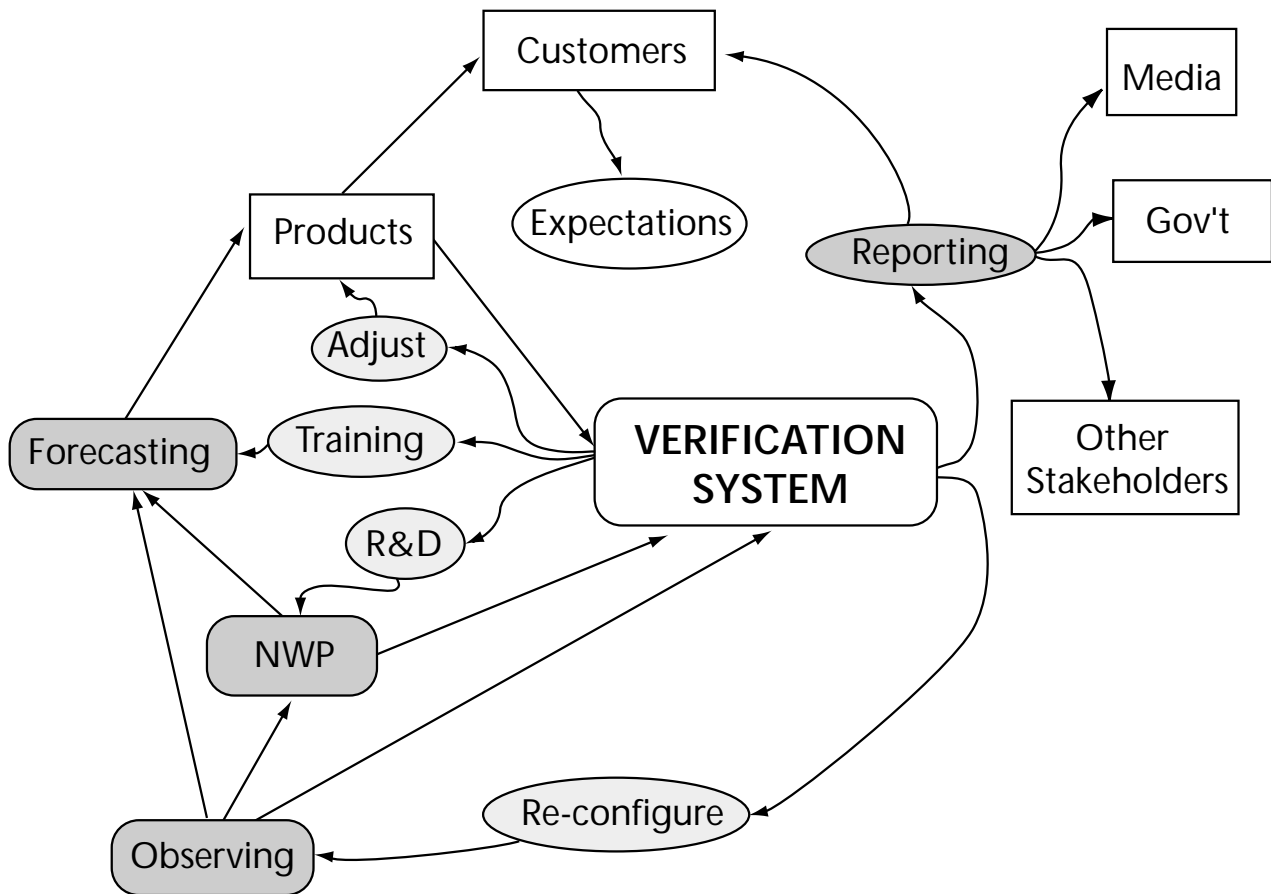 Customers
Media
Expectations
Gov't
Products
Reporting
Adjust
Training
Forecasting
VERIFICATION
SYSTEM
Other
Stakeholders
R&D
NWP
Re-configure
Observing